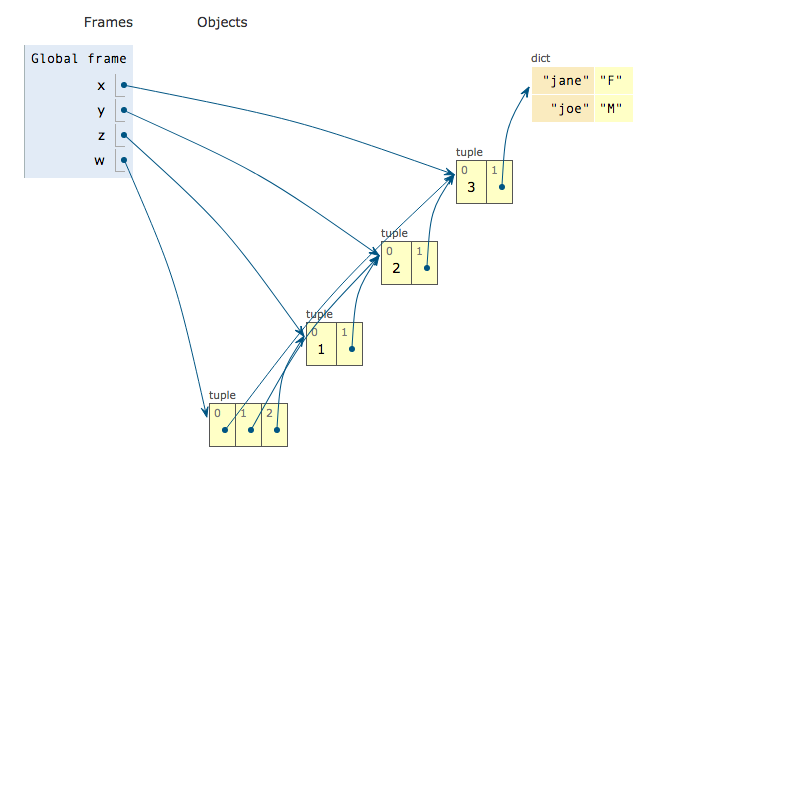 Frames Objects
Global frame
x
y
z
w
dict
"jane" "F"
"joe" "M"
tuple
0 1
3
tuple
0 1
2
tuple
0 1
1
tuple
0 1 2